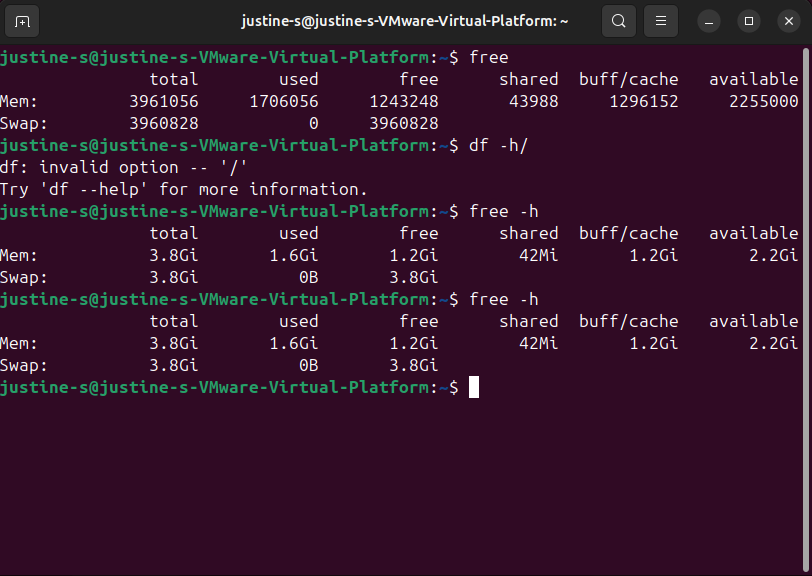 justine-s@justine-s-VMware-Virtual-Platform: ~
justine-s@justine-s-VMware-Virtual-Platform:~$ free
               total        used        free      shared  buff/cache   available
Mem:         3961056     1706056     1243248       43988     1296152     2255000
Swap:        3960828           0     3960828
justine-s@justine-s-VMware-Virtual-Platform:~$ df -h/
df: invalid option -- '/'
Try 'df --help' for more information.
justine-s@justine-s-VMware-Virtual-Platform:~$ free -h
               total        used        free      shared  buff/cache   available
Mem:           3.8Gi       1.6Gi       1.2Gi        42Mi       1.2Gi       2.2Gi
Swap:          3.8Gi          0B       3.8Gi
justine-s@justine-s-VMware-Virtual-Platform:~$ free -h
               total        used        free      shared  buff/cache   available
Mem:           3.8Gi       1.6Gi       1.2Gi        42Mi       1.2Gi       2.2Gi
Swap:          3.8Gi          0B       3.8Gi
justine-s@justine-s-VMware-Virtual-Platform:~$